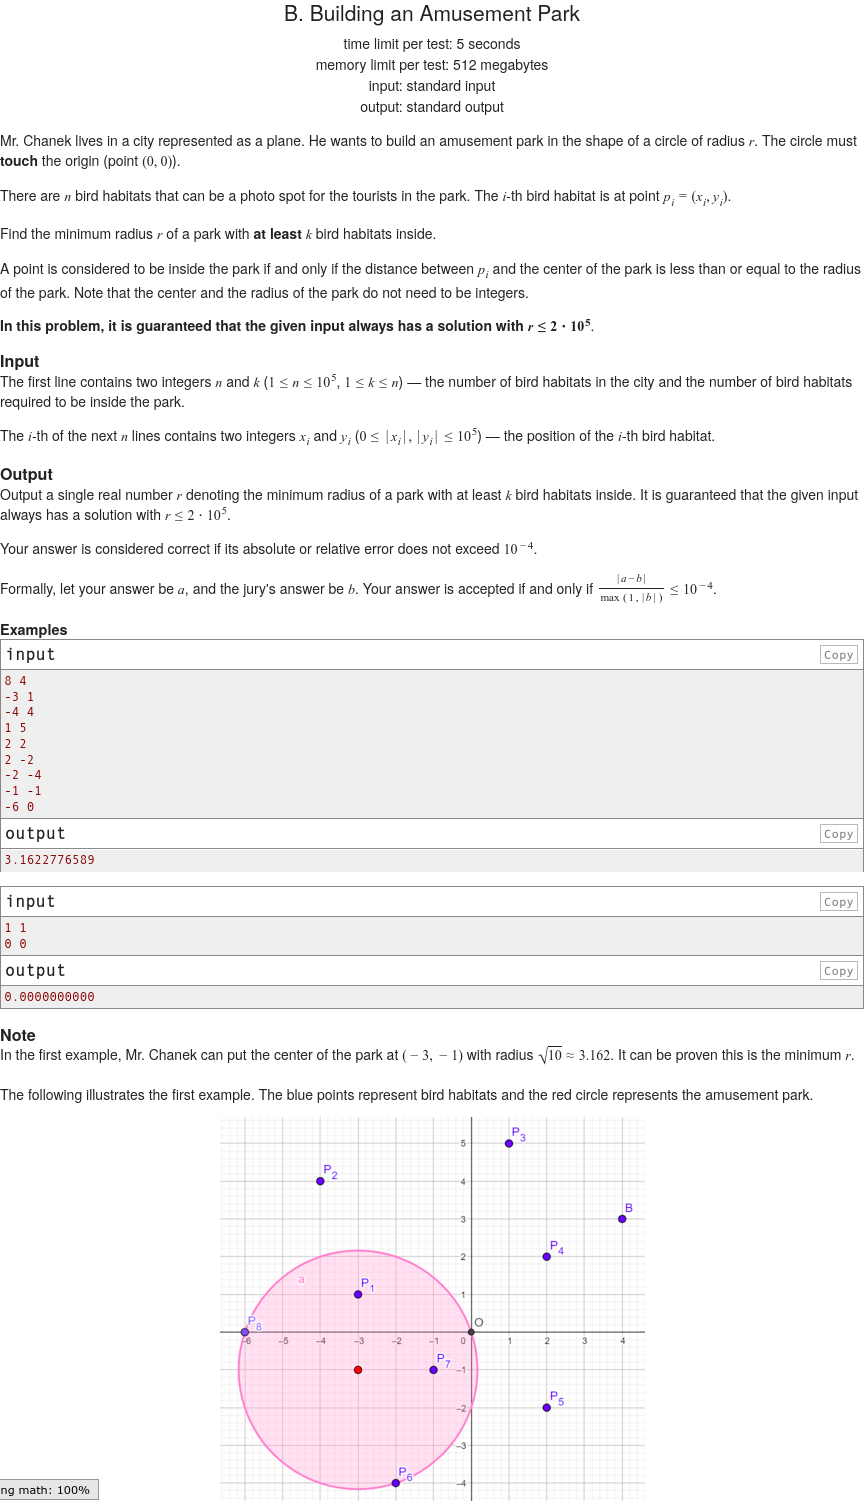 B. Building an Amusement Park
time limit per test: 5 seconds
memory limit per test: 512 megabytes
input: standard input
output: standard output
Mr. Chanek lives in a city represented as a plane. He wants to build an amusement park in the shape of a circle of radius r. The circle must
touch the origin (point (0, 0)).
There are n bird habitats that can be a photo spot for the tourists in the park. The i-th bird habitat is at point p_i = (x_i, y_i).
Find the minimum radius r of a park with at least k bird habitats inside.
A point is considered to be inside the park if and only if the distance between p_i and the center of the park is less than or equal to the radius
of the park. Note that the center and the radius of the park do not need to be integers.
In this problem, it is guaranteed that the given input always has a solution with r ≤ 2 · 10^5.
Input
The first line contains two integers n and k (1 ≤ n ≤ 10^5, 1 ≤ k ≤ n) — the number of bird habitats in the city and the number of bird habitats
required to be inside the park.
The i-th of the next n lines contains two integers x_i and y_i (0 ≤ |x_i|, |y_i| ≤ 10^5) — the position of the i-th bird habitat.
Output
Output a single real number r denoting the minimum radius of a park with at least k bird habitats inside. It is guaranteed that the given input
always has a solution with r ≤ 2 · 10^5.
Your answer is considered correct if its absolute or relative error does not exceed 10^−4.
Formally, let your answer be a, and the jury's answer be b. Your answer is accepted if and only if |a−b| / max (1, |b|) ≤ 10^−4.
Examples
input
Copy
8 4
-3 1
-4 4
1 5
2 2
2 -2
-2 -4
-1 -1
-6 0
output
Copy
3.1622776589
input
Copy
1 1
0 0
output
Copy
0.0000000000
Note
In the first example, Mr. Chanek can put the center of the park at (−3, −1) with radius √10 ≈ 3.162. It can be proven this is the minimum r.
The following illustrates the first example. The blue points represent bird habitats and the red circle represents the amusement park.
P3
5
P2
4
B
3
P4
2
a
P1
1
P8
O
−6 −5 −4 −3 −2 −1 0 1 2 3 4
P7
−1
P5
−2
−3
P6
−4
ng math: 100%